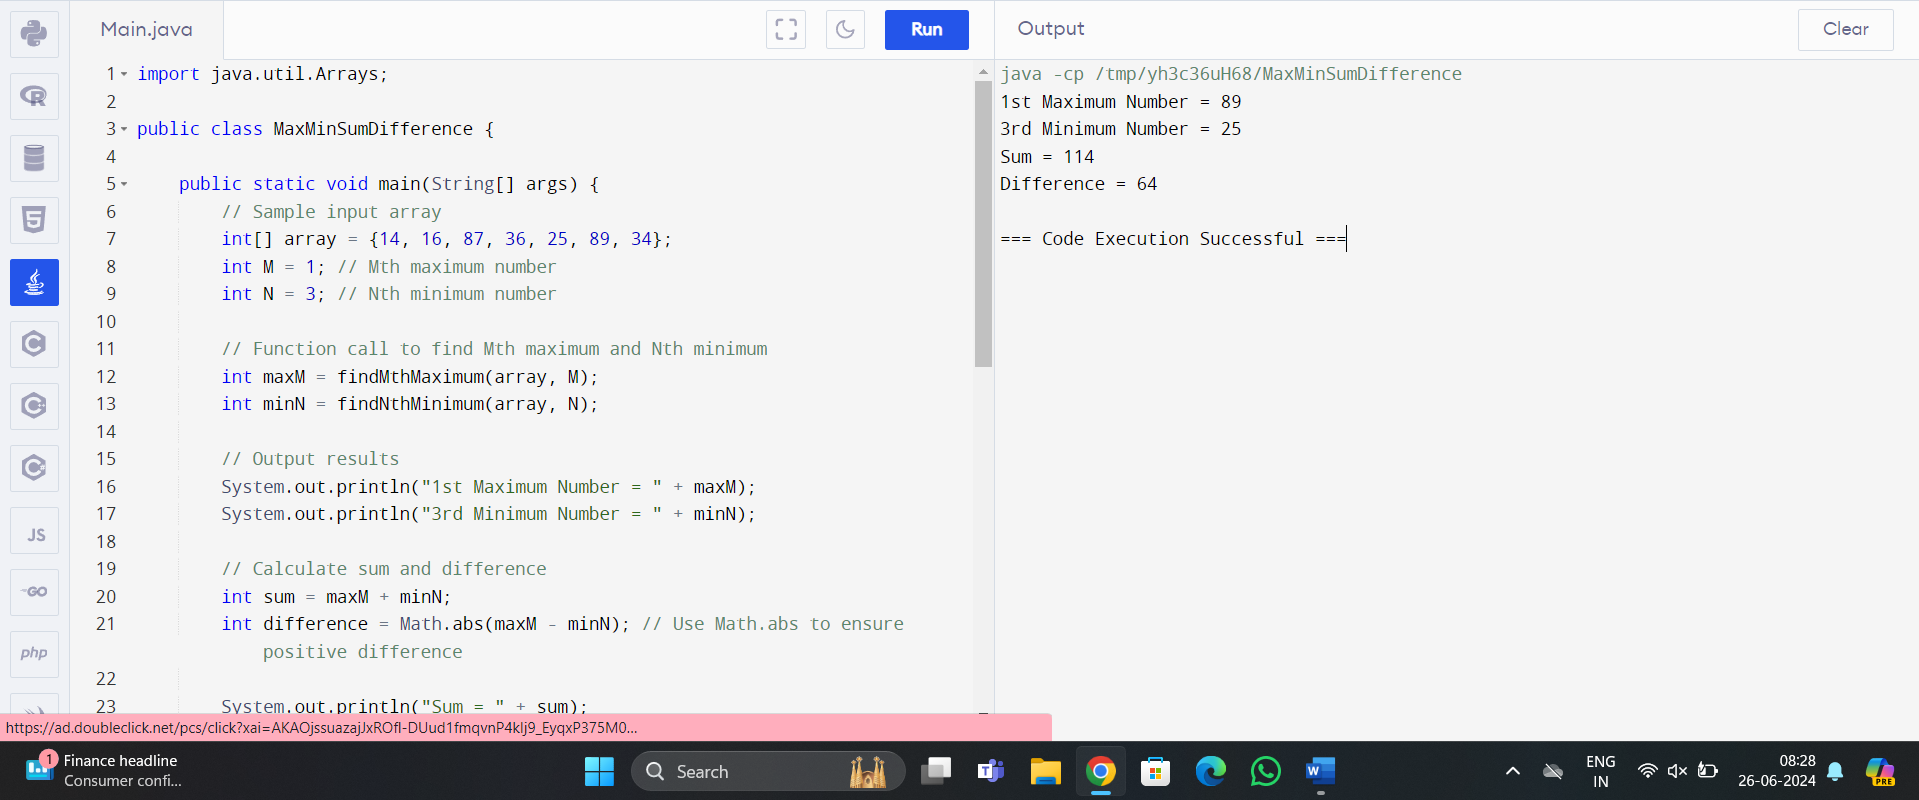 Main.java
Run
Output
Clear
1 import java.util.Arrays;
2
3 public class MaxMinSumDifference {
4
5 public static void main(String[] args) {
6 // Sample input array
7 int[] array = {14, 16, 87, 36, 25, 89, 34};
8 int M = 1; // Mth maximum number
9 int N = 3; // Nth minimum number
10
11 // Function call to find Mth maximum and Nth minimum
12 int maxM = findMthMaximum(array, M);
13 int minN = findNthMinimum(array, N);
14
15 // Output results
16 System.out.println("1st Maximum Number = " + maxM);
17 System.out.println("3rd Minimum Number = " + minN);
18
19 // Calculate sum and difference
20 int sum = maxM + minN;
21 int difference = Math.abs(maxM - minN); // Use Math.abs to ensure
positive difference
22
23 System.out.println("Sum = " + sum);
java -cp /tmp/yh3c36uH68/MaxMinSumDifference
1st Maximum Number = 89
3rd Minimum Number = 25
Sum = 114
Difference = 64
=== Code Execution Successful ===
R
5
C
C
C
JS
GO
php
https://ad.doubleclick.net/pcs/click?xai=AKAOjssuazajJxROfl-DUud1fmqvnP4klj9_EyqxP375M0...
1
Finance headline
Consumer confi...
Search
T
W
ENG
IN
08:28
26-06-2024
PRE